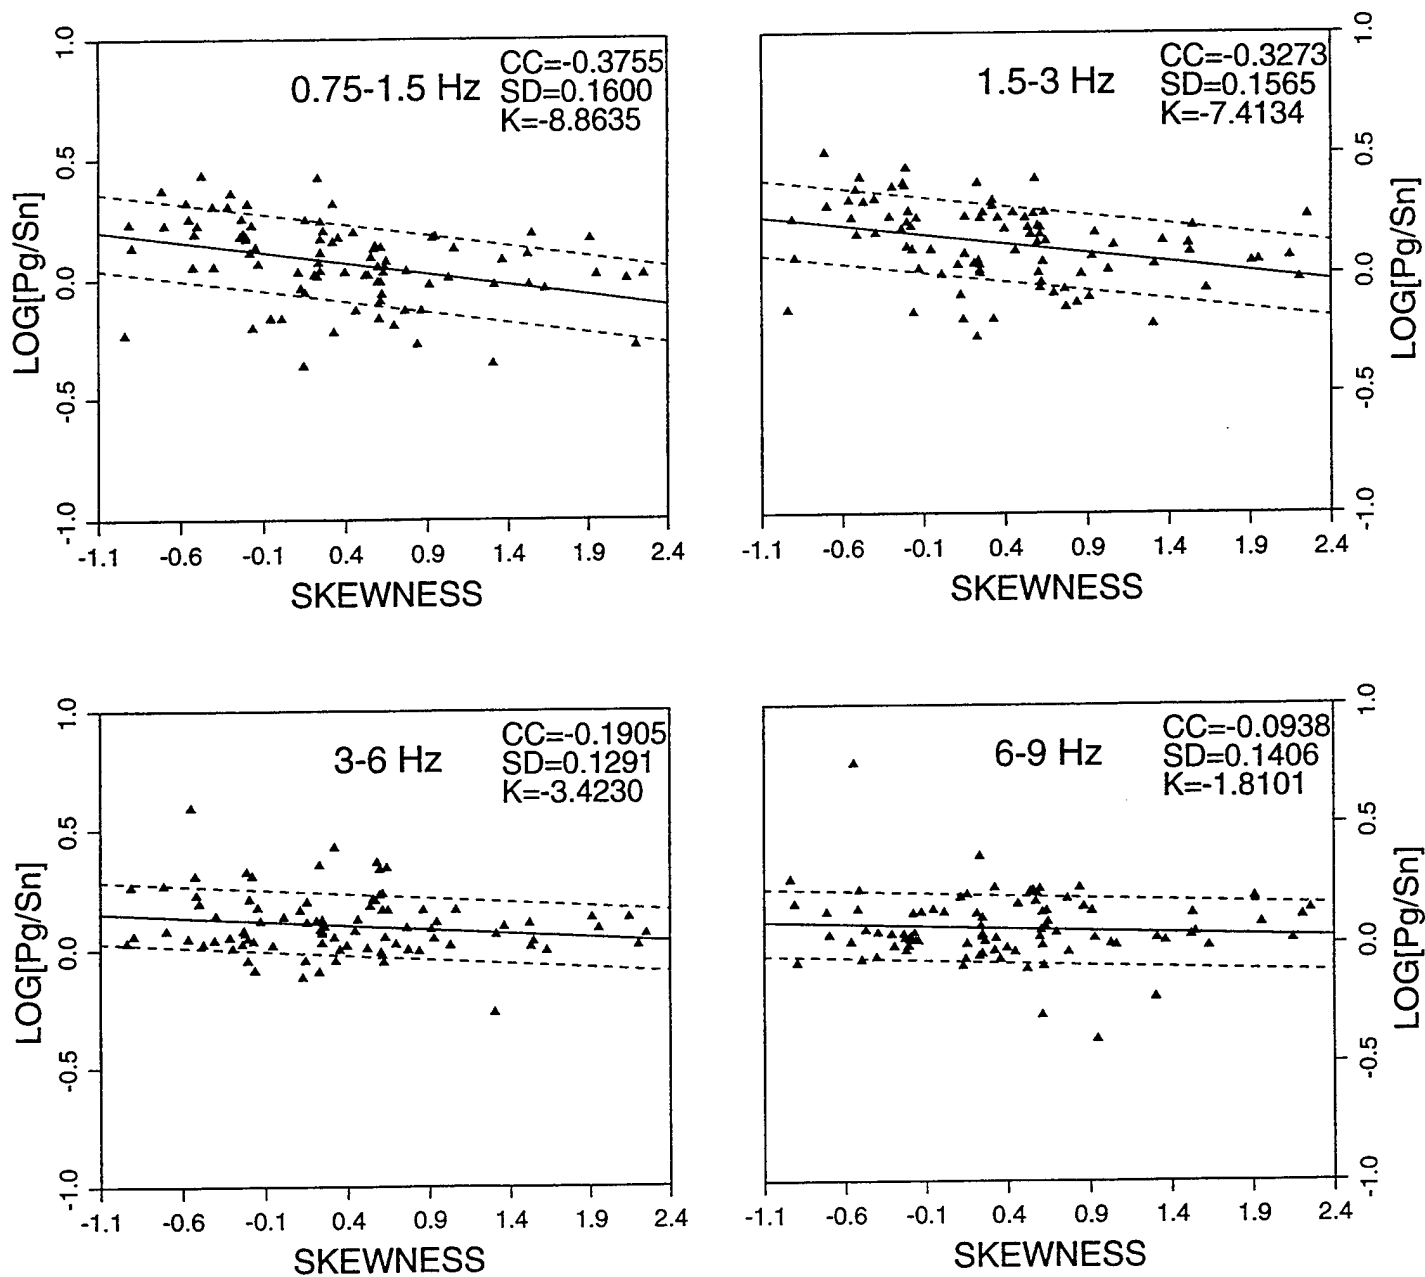 0.75-1.5 Hz
CC=-0.3755
SD=0.1600
K=-8.8635
LOG[Pg/Sn]
1.0
0.5
0.0
-0.5
-1.0
-1.1 -0.6 -0.1 0.4 0.9 1.4 1.9 2.4
SKEWNESS
1.5-3 Hz
CC=-0.3273
SD=0.1565
K=-7.4134
LOG[Pg/Sn]
1.0
0.5
0.0
-0.5
-1.0
-1.1 -0.6 -0.1 0.4 0.9 1.4 1.9 2.4
SKEWNESS
3-6 Hz
CC=-0.1905
SD=0.1291
K=-3.4230
LOG[Pg/Sn]
1.0
0.5
0.0
-0.5
-1.0
-1.1 -0.6 -0.1 0.4 0.9 1.4 1.9 2.4
SKEWNESS
6-9 Hz
CC=-0.0938
SD=0.1406
K=-1.8101
LOG[Pg/Sn]
1.0
0.5
0.0
-0.5
-1.0
-1.1 -0.6 -0.1 0.4 0.9 1.4 1.9 2.4
SKEWNESS